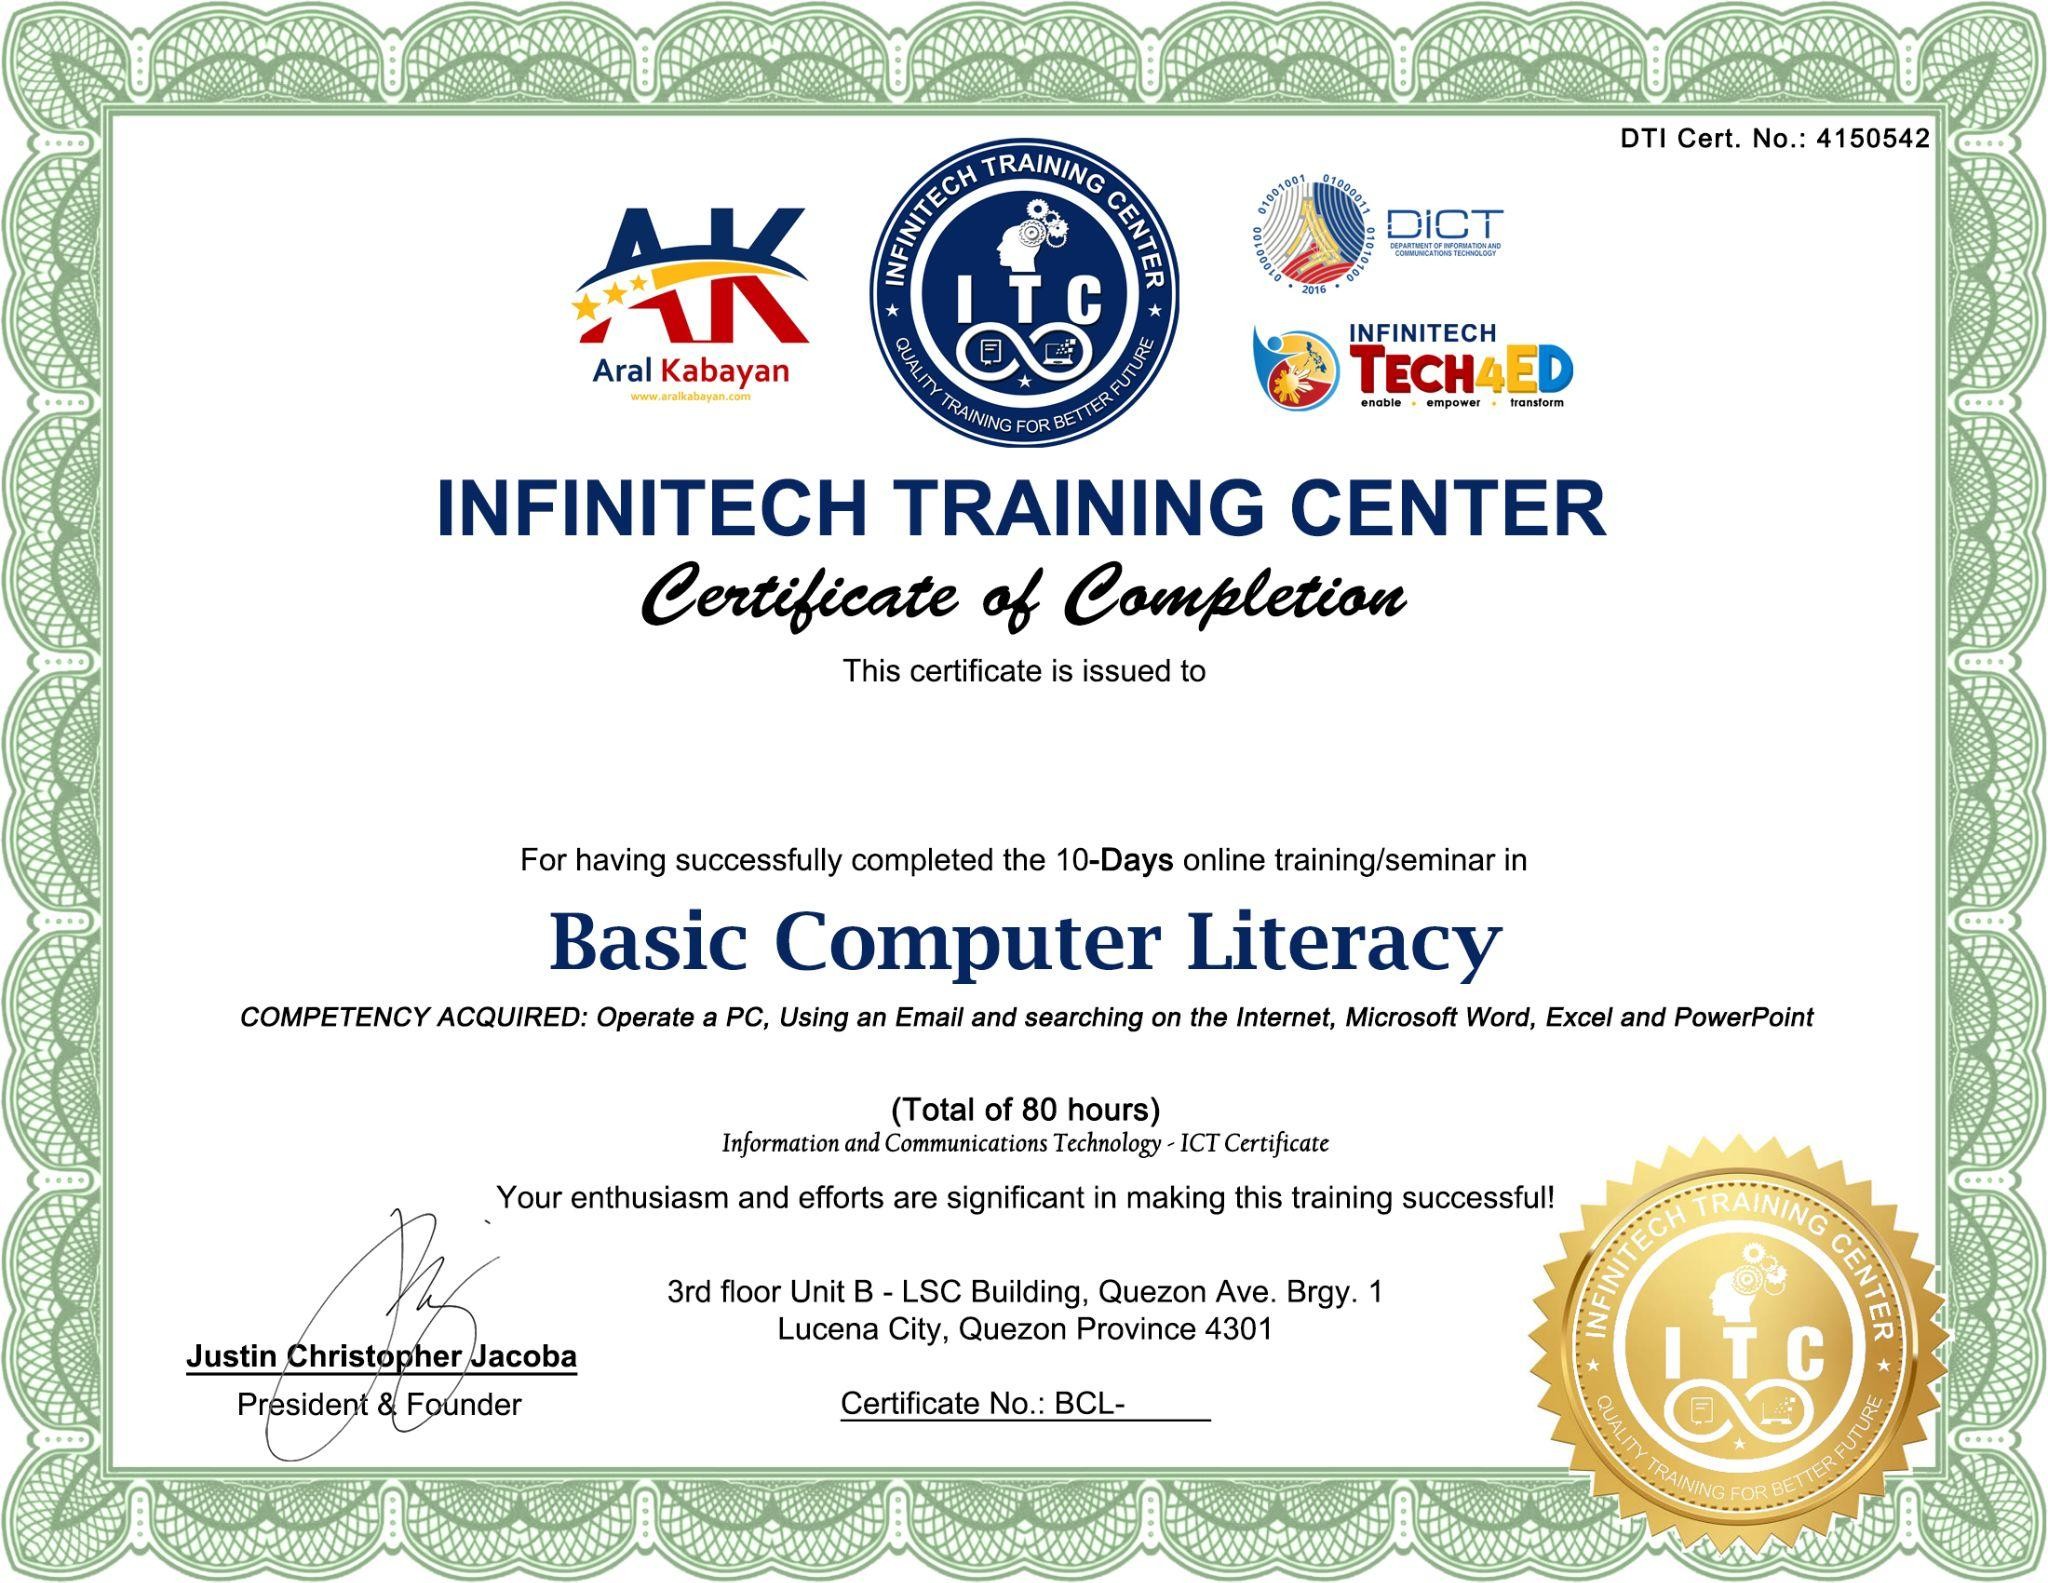 DTI Cert. No.: 4150542
AK
Aral Kabayan
www.aralkabayan.com
INFINITECH TRAINING CENTER
ITC
QUALITY TRAINING FOR BETTER FUTURE
01000100 01001001 01000011 01010100
2016
DiCT
DEPARTMENT OF INFORMATION AND
COMMUNICATIONS TECHNOLOGY
INFINITECH
TECH4ED
enable • empower • transform
INFINITECH TRAINING CENTER
Certificate of Completion
This certificate is issued to
For having successfully completed the 10-Days online training/seminar in
Basic Computer Literacy
COMPETENCY ACQUIRED: Operate a PC, Using an Email and searching on the Internet, Microsoft Word, Excel and PowerPoint
(Total of 80 hours)
Information and Communications Technology - ICT Certificate
Your enthusiasm and efforts are significant in making this training successful!
3rd floor Unit B - LSC Building, Quezon Ave. Brgy. 1
Lucena City, Quezon Province 4301
Justin Christopher Jacoba
President & Founder
Certificate No.: BCL-
INFINITECH TRAINING CENTER
ITC
QUALITY TRAINING FOR BETTER FUTURE